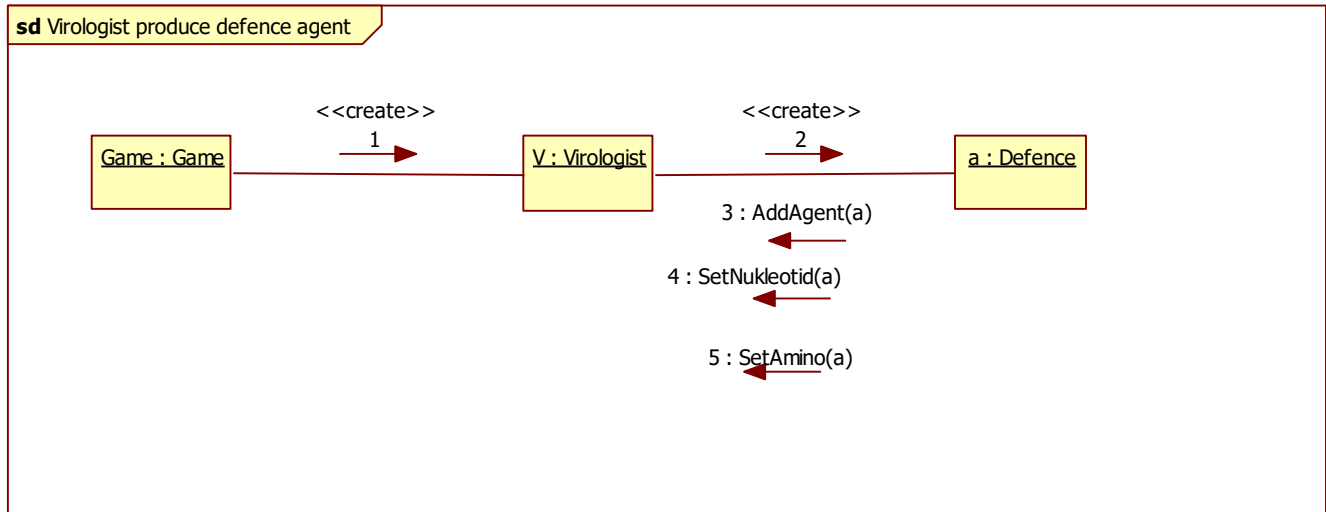 sd Virologist produce defence agent
<<create>>
1
<<create>>
2
Game : Game
V : Virologist
a : Defence
3 : AddAgent(a)
4 : SetNukleotid(a)
5 : SetAmino(a)